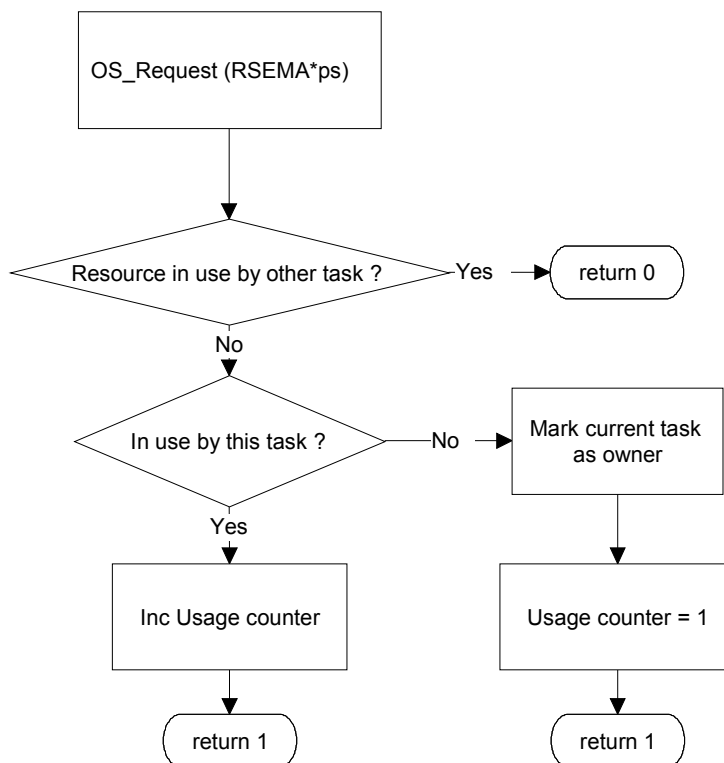 OS_Request (RSEMA*ps)
Resource in use by other task ?
Yes
return 0
No
In use by this task ?
No
Mark current task
as owner
Yes
Inc Usage counter
Usage counter = 1
return 1
return 1